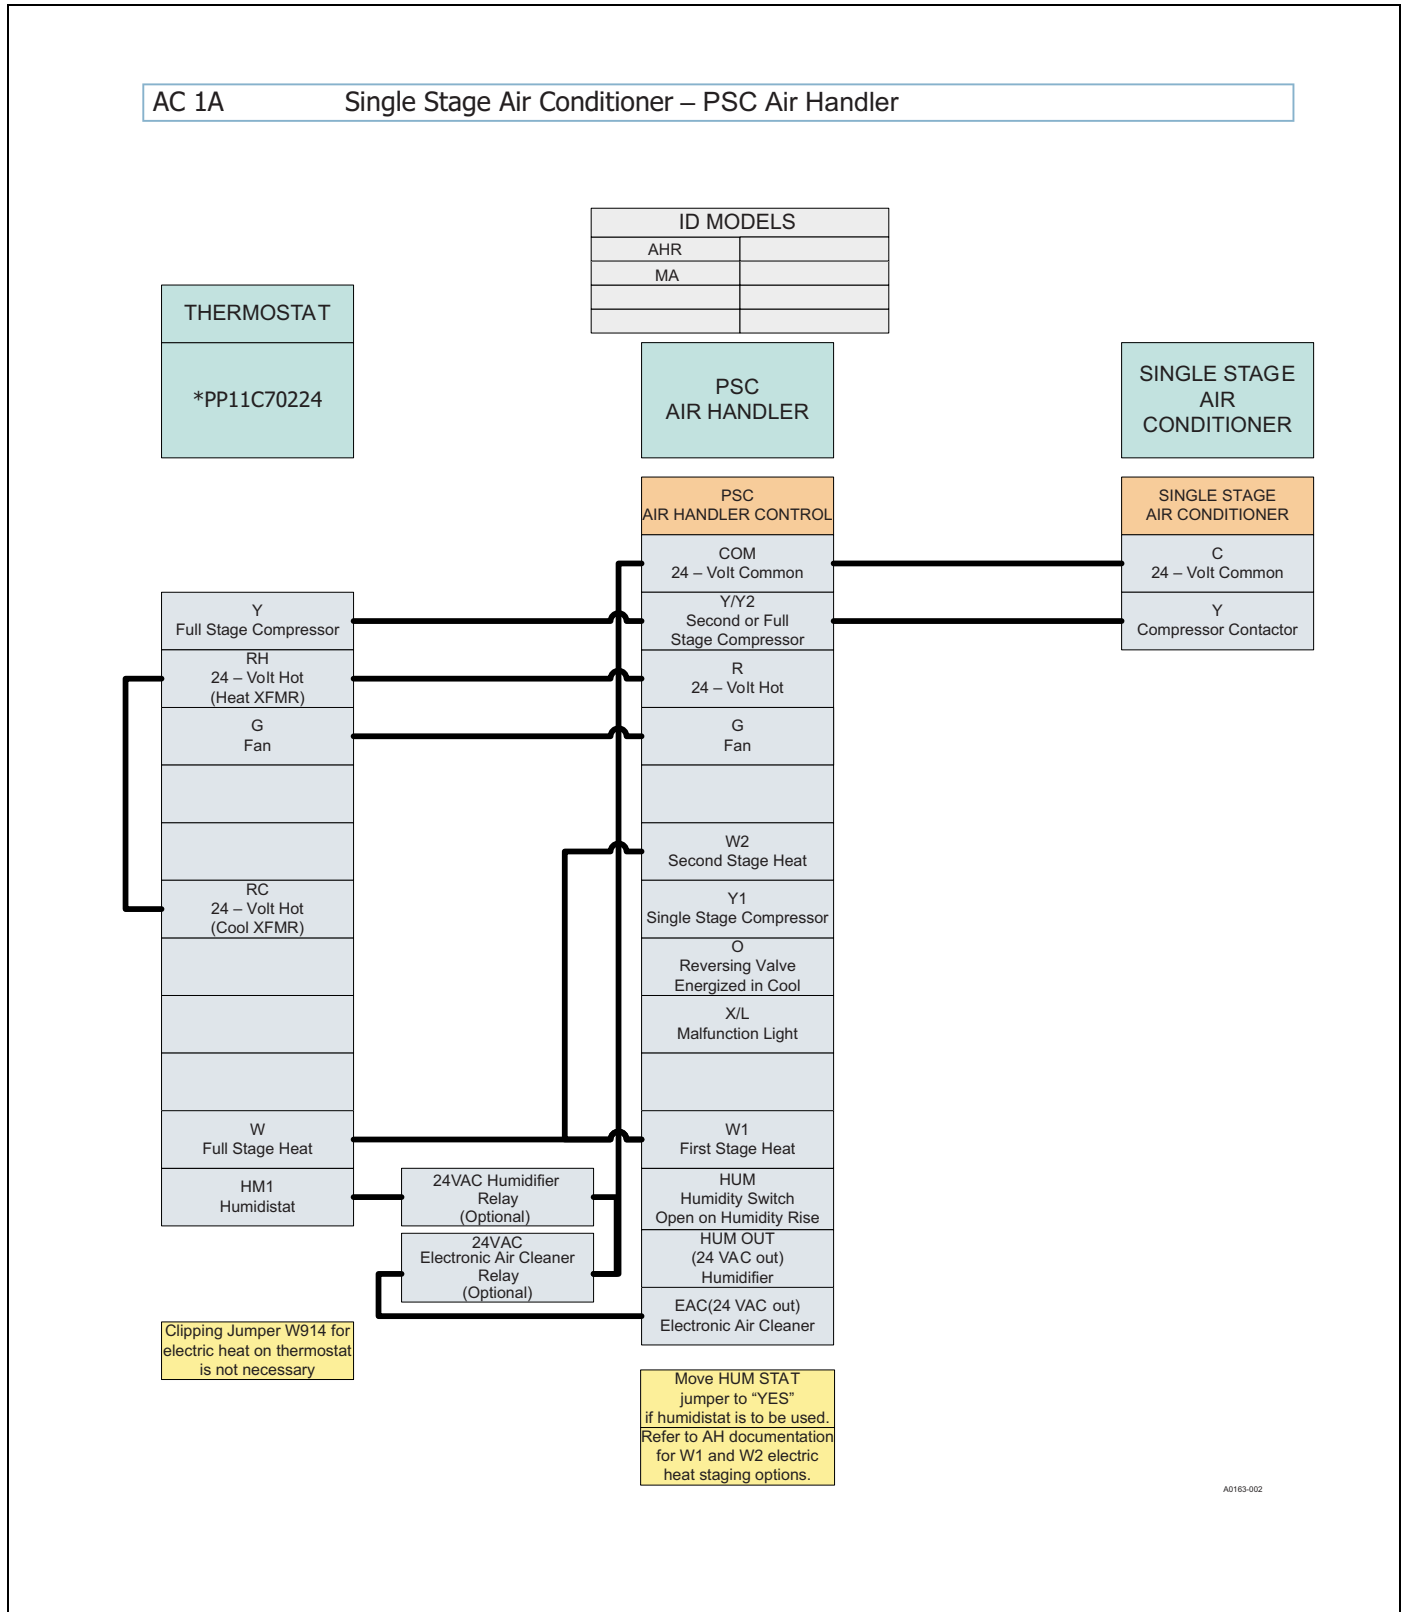 AC 1A Single Stage Air Conditioner – PSC Air Handler
ID MODELS
AHR
MA
THERMOSTAT
*PP11C70224
PSC
AIR HANDLER
SINGLE STAGE
AIR
CONDITIONER
PSC
AIR HANDLER CONTROL
SINGLE STAGE
AIR CONDITIONER
COM
24 – Volt Common
C
24 – Volt Common
Y
Full Stage Compressor
Y/Y2
Second or Full
Stage Compressor
Y
Compressor Contactor
RH
24 – Volt Hot
(Heat XFMR)
R
24 – Volt Hot
G
Fan
G
Fan
W2
Second Stage Heat
RC
24 – Volt Hot
(Cool XFMR)
Y1
Single Stage Compressor
O
Reversing Valve
Energized in Cool
X/L
Malfunction Light
W
Full Stage Heat
W1
First Stage Heat
HM1
Humidistat
24VAC Humidifier
Relay
(Optional)
HUM
Humidity Switch
Open on Humidity Rise
24VAC
Electronic Air Cleaner
Relay
(Optional)
HUM OUT
(24 VAC out)
Humidifier
EAC(24 VAC out)
Electronic Air Cleaner
Clipping Jumper W914 for
electric heat on thermostat
is not necessary
Move HUM STAT
jumper to “YES”
if humidistat is to be used.
Refer to AH documentation
for W1 and W2 electric
heat staging options.
A0163-002